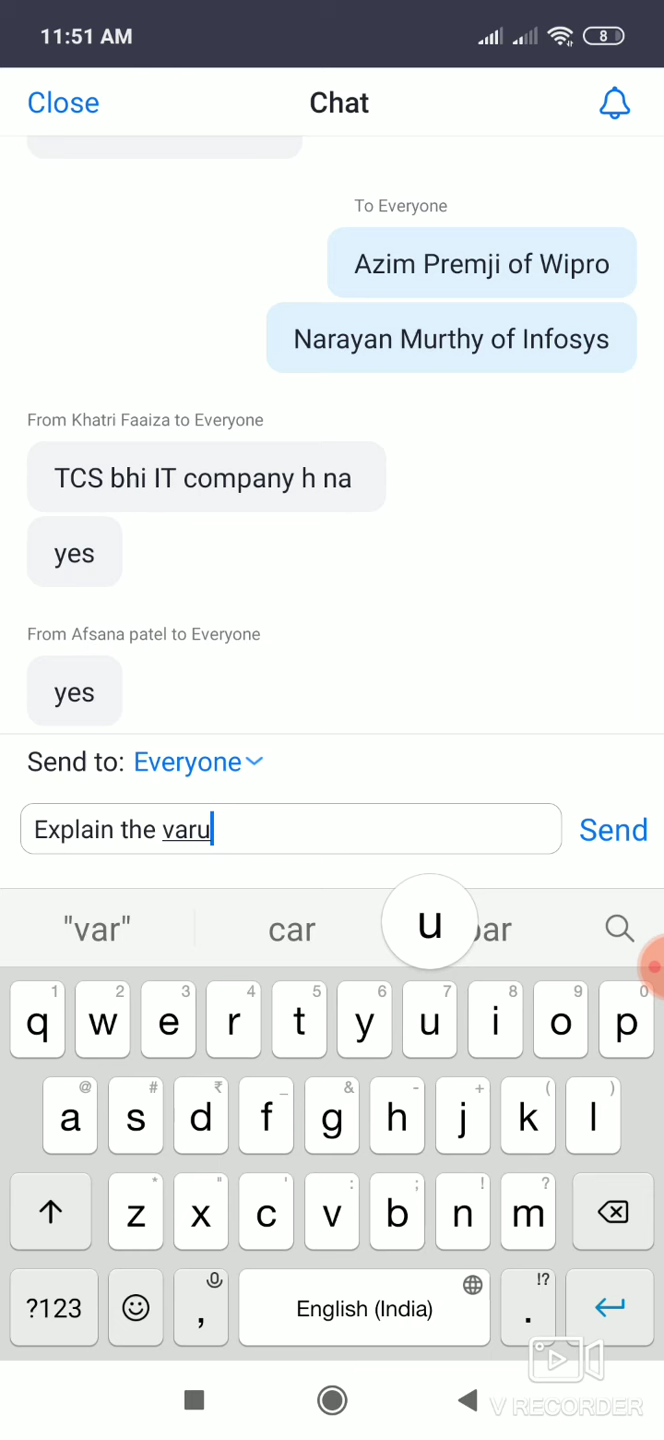 11:51 AM
8
Close
Chat
To Everyone
Azim Premji of Wipro
Narayan Murthy of Infosys
From Khatri Faaiza to Everyone
TCS bhi IT company h na
yes
From Afsana patel to Everyone
yes
Send to: Everyone
Explain the varu
Send
"var"
car
u
ar
1 2 3 4 5 6 7 8 9 0
q w e r t y u i o p
@ # ₹ _ & - + ( )
a s d f g h j k l
* " ' : ; ! ?
z x c v b n m
!?
?123
,
English (India)
.
V RECORDER